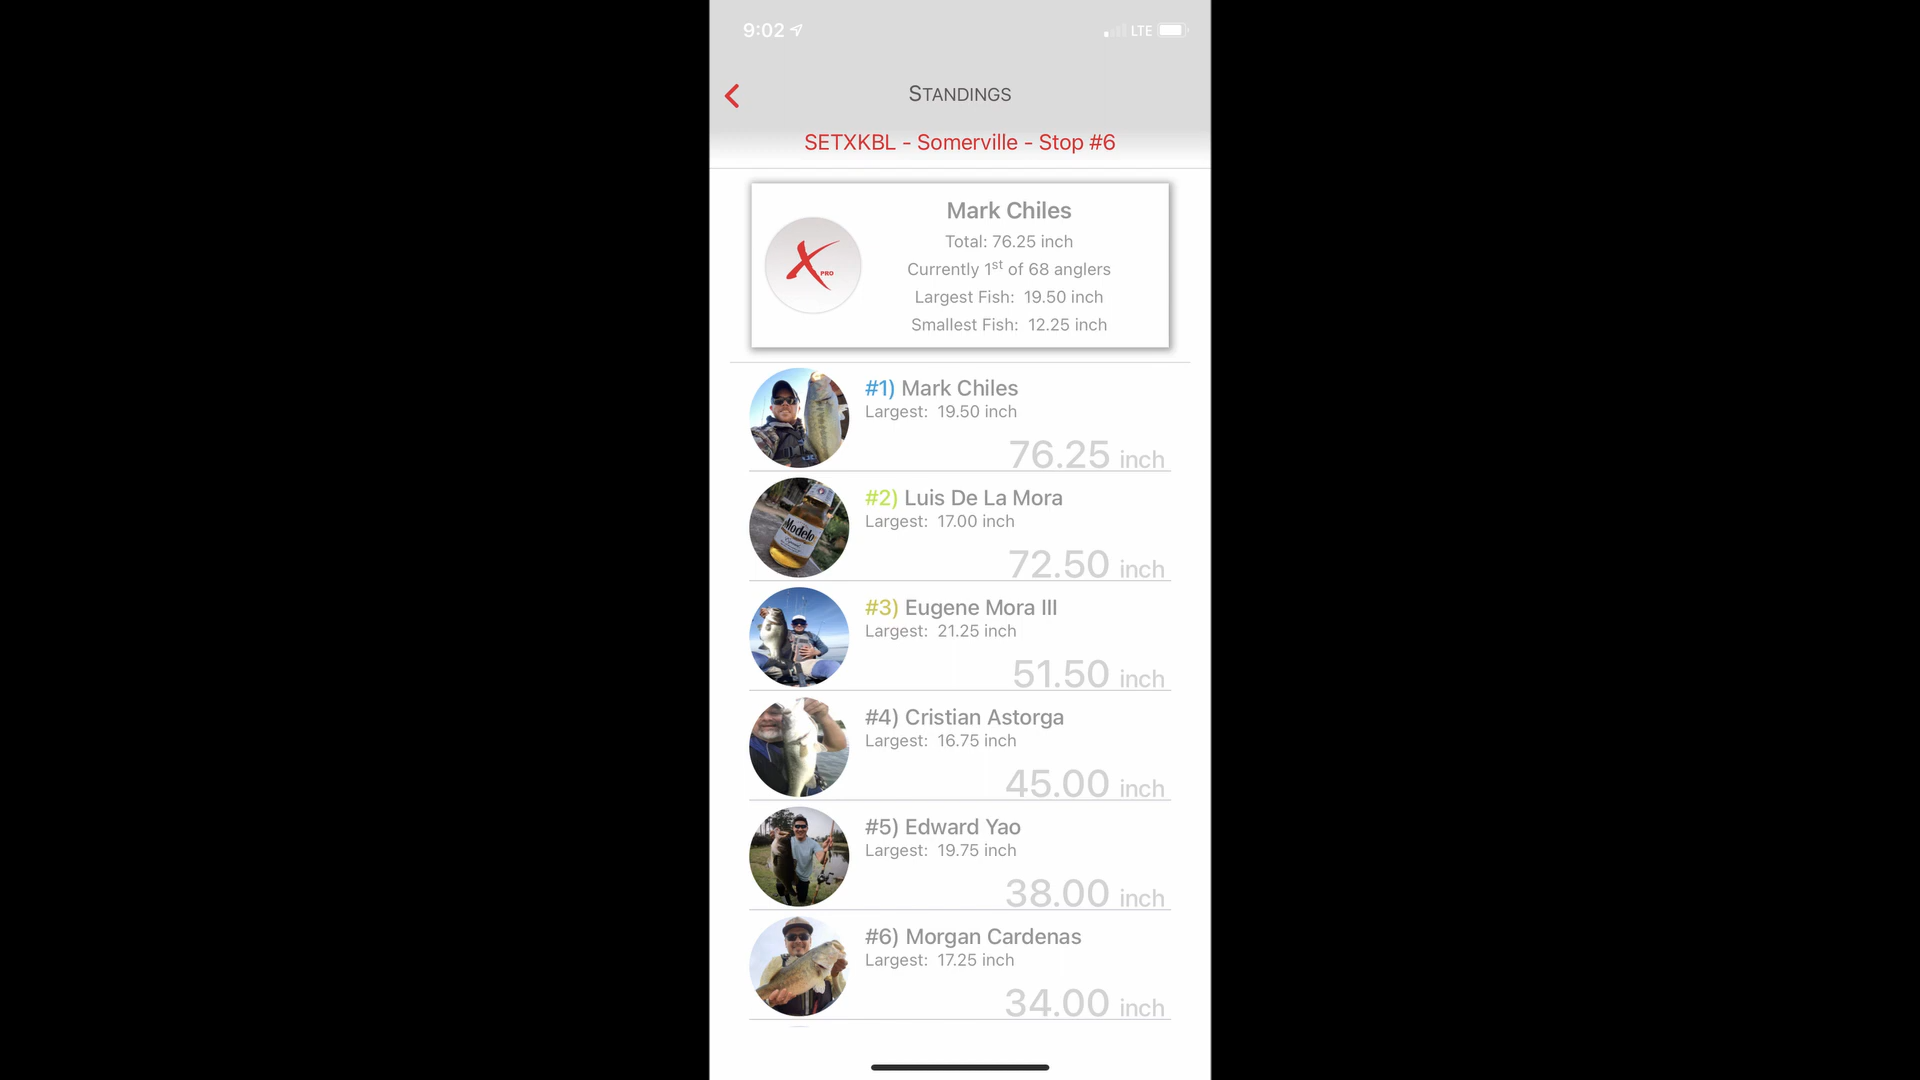 9:02
LTE
STANDINGS
SETXKBL - Somerville - Stop #6
Mark Chiles
Total: 76.25 inch
Currently 1st of 68 anglers
Largest Fish: 19.50 inch
Smallest Fish: 12.25 inch
X PRO
#1) Mark Chiles
Largest: 19.50 inch
76.25 inch
#2) Luis De La Mora
Largest: 17.00 inch
72.50 inch
Modelo
#3) Eugene Mora III
Largest: 21.25 inch
51.50 inch
#4) Cristian Astorga
Largest: 16.75 inch
45.00 inch
#5) Edward Yao
Largest: 19.75 inch
38.00 inch
#6) Morgan Cardenas
Largest: 17.25 inch
34.00 inch